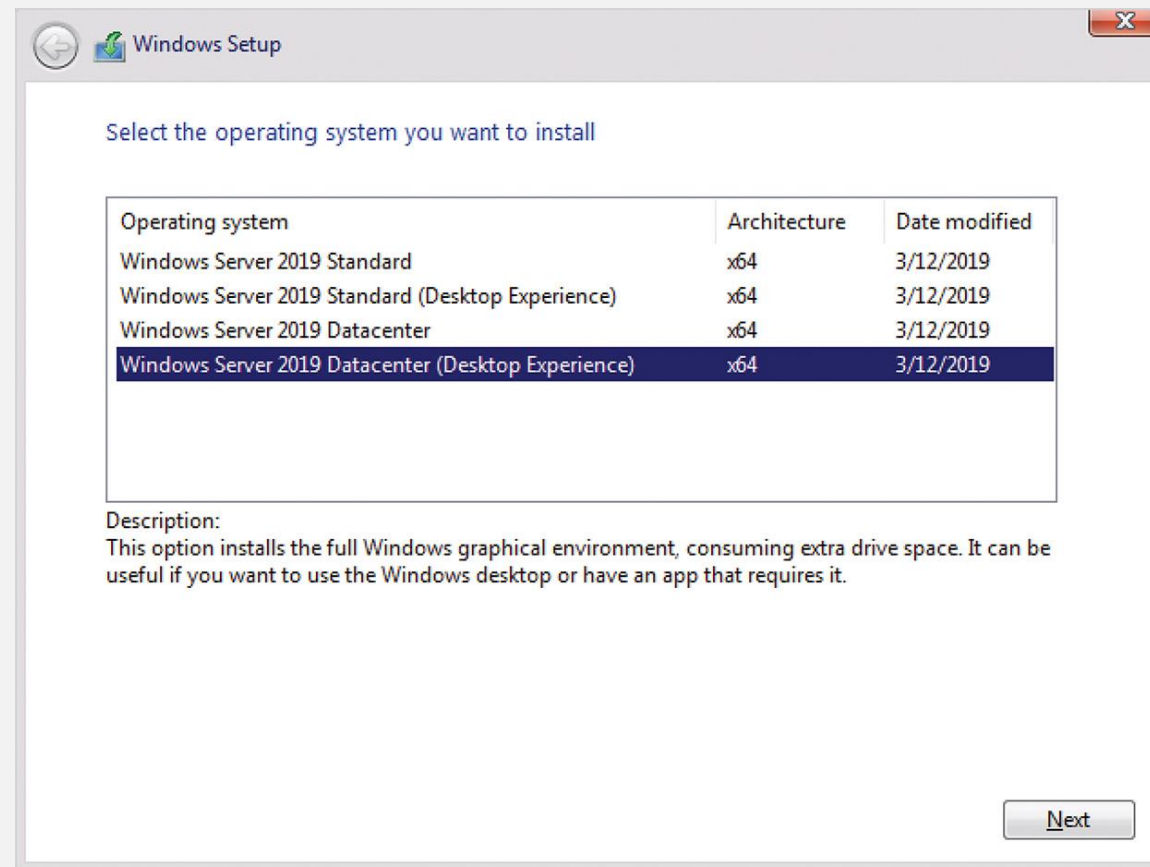 Windows Setup
X
Select the operating system you want to install
Operating system Architecture Date modified
Windows Server 2019 Standard x64 3/12/2019
Windows Server 2019 Standard (Desktop Experience) x64 3/12/2019
Windows Server 2019 Datacenter x64 3/12/2019
Windows Server 2019 Datacenter (Desktop Experience) x64 3/12/2019
Description:
This option installs the full Windows graphical environment, consuming extra drive space. It can be
useful if you want to use the Windows desktop or have an app that requires it.
Next